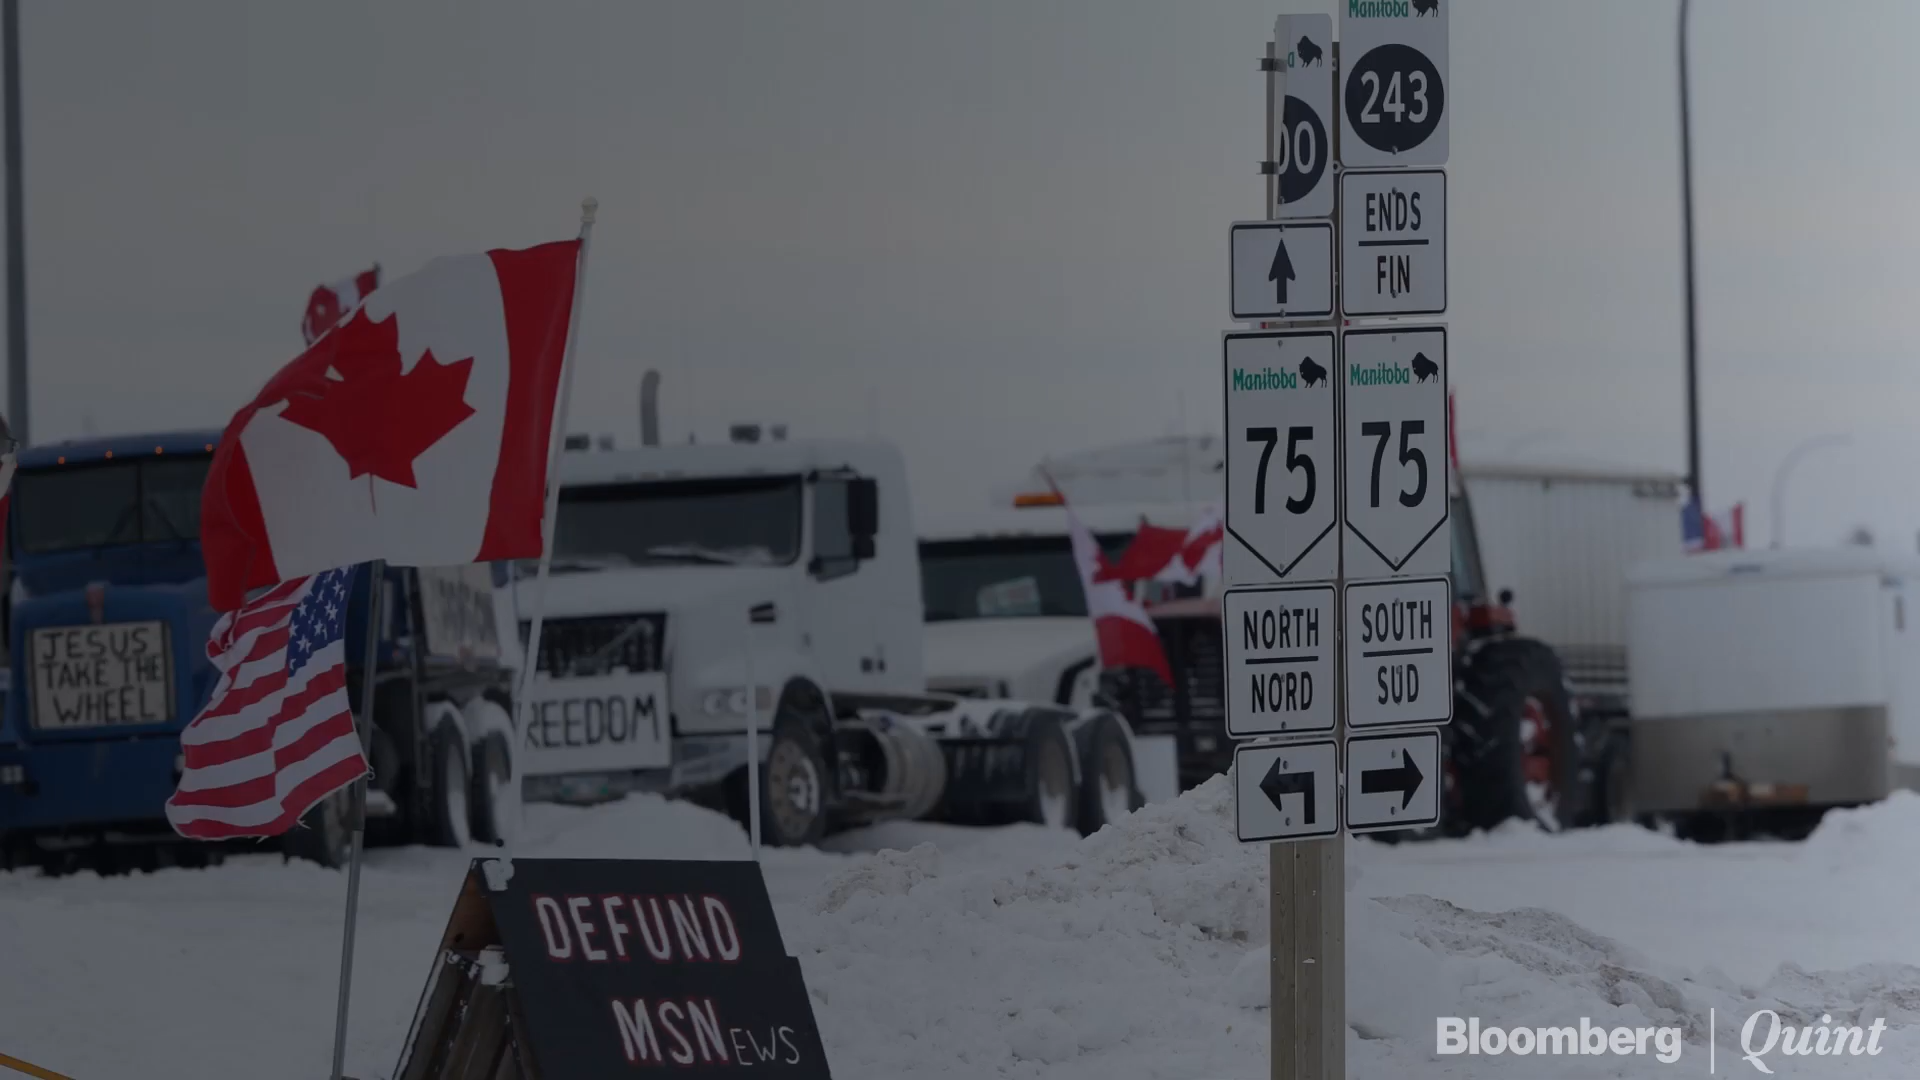 Manitoba
243
ENDS
FIN
Manitoba
75
Manitoba
75
NORTH
NORD
SOUTH
SUD
JESUS
TAKE THE
WHEEL
REEDOM
DEFUND
MSNEWS
Bloomberg | Quint